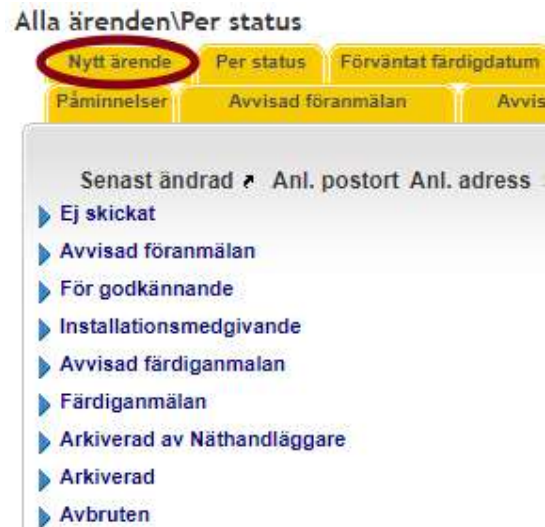 Alla ärenden\Per status
Nytt ärende Per status Förväntat färdigdatum
Påminnelser Avvisad föranmälan
Senast ändrad Anl. postort Anl. adress
Ej skickat
Avvisad föranmälan
För godkännande
Installationsmedgivande
Avvisad färdiganmalan
Färdiganmälan
Arkiverad av Näthandläggare
Arkiverad
Avbruten